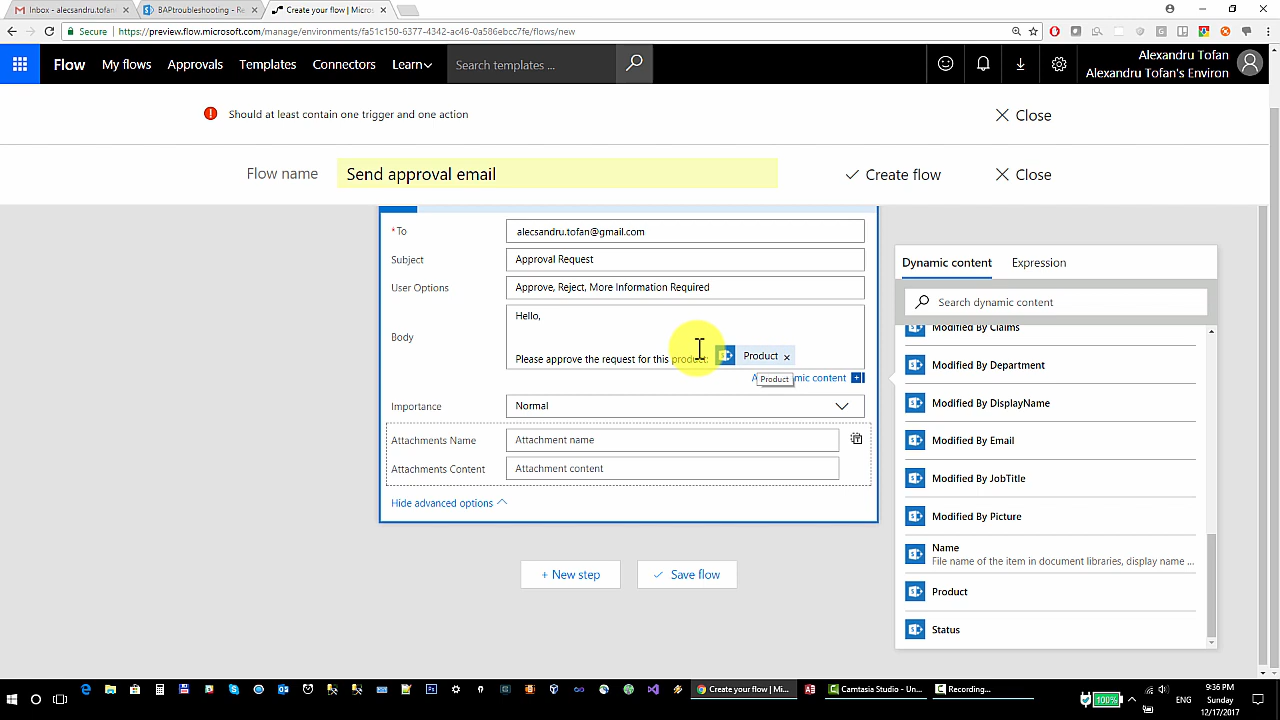 Inbox - alecsandru.tofan
BAPtroubleshooting - Re
Create your flow | Micros
Secure
https://preview.flow.microsoft.com/manage/environments/fa51c150-6377-4342-ac46-0a586ebcc7fe/flows/new
Flow
My flows
Approvals
Templates
Connectors
Learn
Search templates ...
Alexandru Tofan
Alexandru Tofan's Environ
Should at least contain one trigger and one action
Close
Flow name
Send approval email
Create flow
Close
* To
alecsandru.tofan@gmail.com
Subject
Approval Request
User Options
Approve, Reject, More Information Required
Body
Hello,
Please approve the request for this product:
Product
Product
mic content
Importance
Normal
Attachments Name
Attachment name
Attachments Content
Attachment content
Hide advanced options
+ New step
Save flow
Dynamic content
Expression
Search dynamic content
Modified By Claims
Modified By Department
Modified By DisplayName
Modified By Email
Modified By JobTitle
Modified By Picture
Name
File name of the item in document libraries, display name ...
Product
Status
Create your flow | Mi...
Camtasia Studio - Un...
Recording...
100%
ENG
9:36 PM
Sunday
12/17/2017